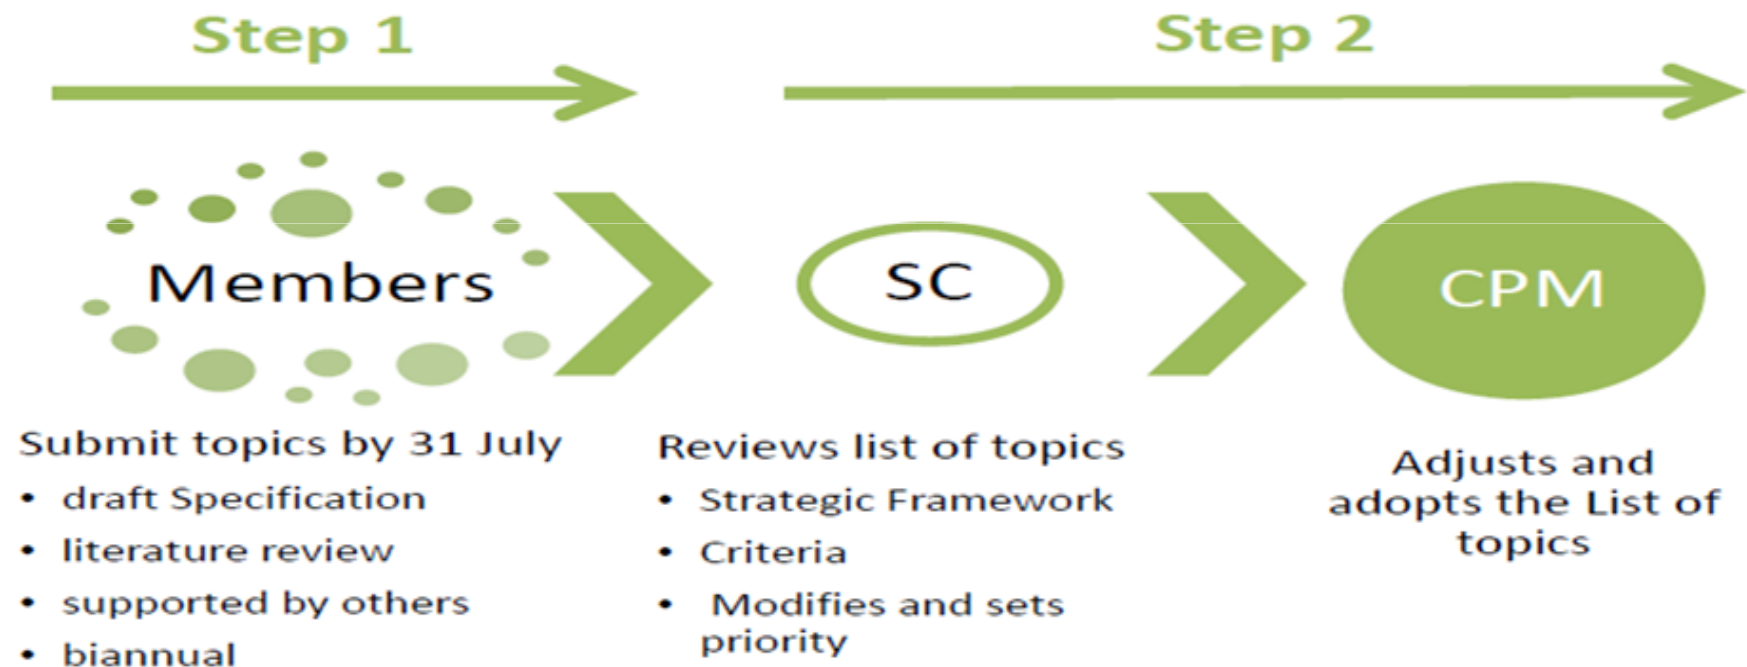 Step 1
Step 2
Members
SC
CPM
Submit topics by 31 July
• draft Specification
• literature review
• supported by others
• biannual
Reviews list of topics
• Strategic Framework
• Criteria
• Modifies and sets
priority
Adjusts and
adopts the List of
topics